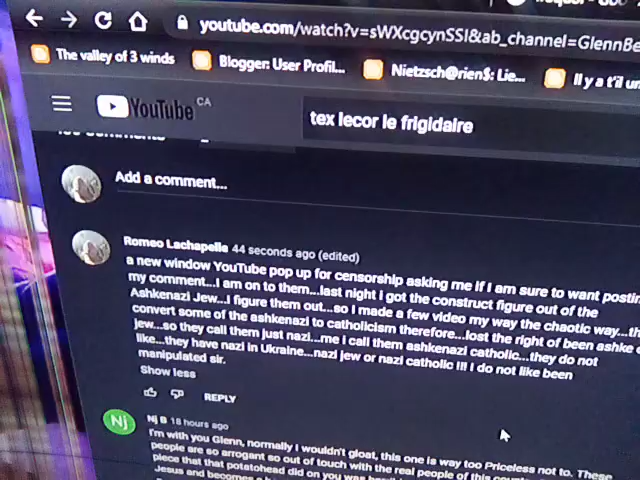 youtube.com/watch?v=sWXcgcynSSI&ab_channel=GlennBe
The valley of 3 winds Blogger: User Profil... Nietzsch@rien$: Lie... Il y a t'il un
YouTube CA tex lecor le frigidaire
Add a comment...
Romeo Lachapelle 44 seconds ago (edited)
a new window YouTube pop up for censorship asking me if I am sure to want postin
my comment...I am on to them...last night I got the construct figure out of the
Ashkenazi Jew...I figure them out...so I made a few video my way the chaotic way...th
convert some of the ashkenazi to catholicism therefore...lost the right of been ashke
jew...so they call them just nazi...me i call them ashkenazi catholic...they do not
like...they have nazi in Ukraine...nazi jew or nazi catholic !!! I do not like been
manipulated sir.
Show less
REPLY
Nj
Nj B 18 hours ago
I'm with you Glenn, normally I wouldn't gloat, this one is way too Priceless not to. These
people are so arrogant so out of touch with the real people of this
piece that that potatohead did on you was
Jesus and becomes a